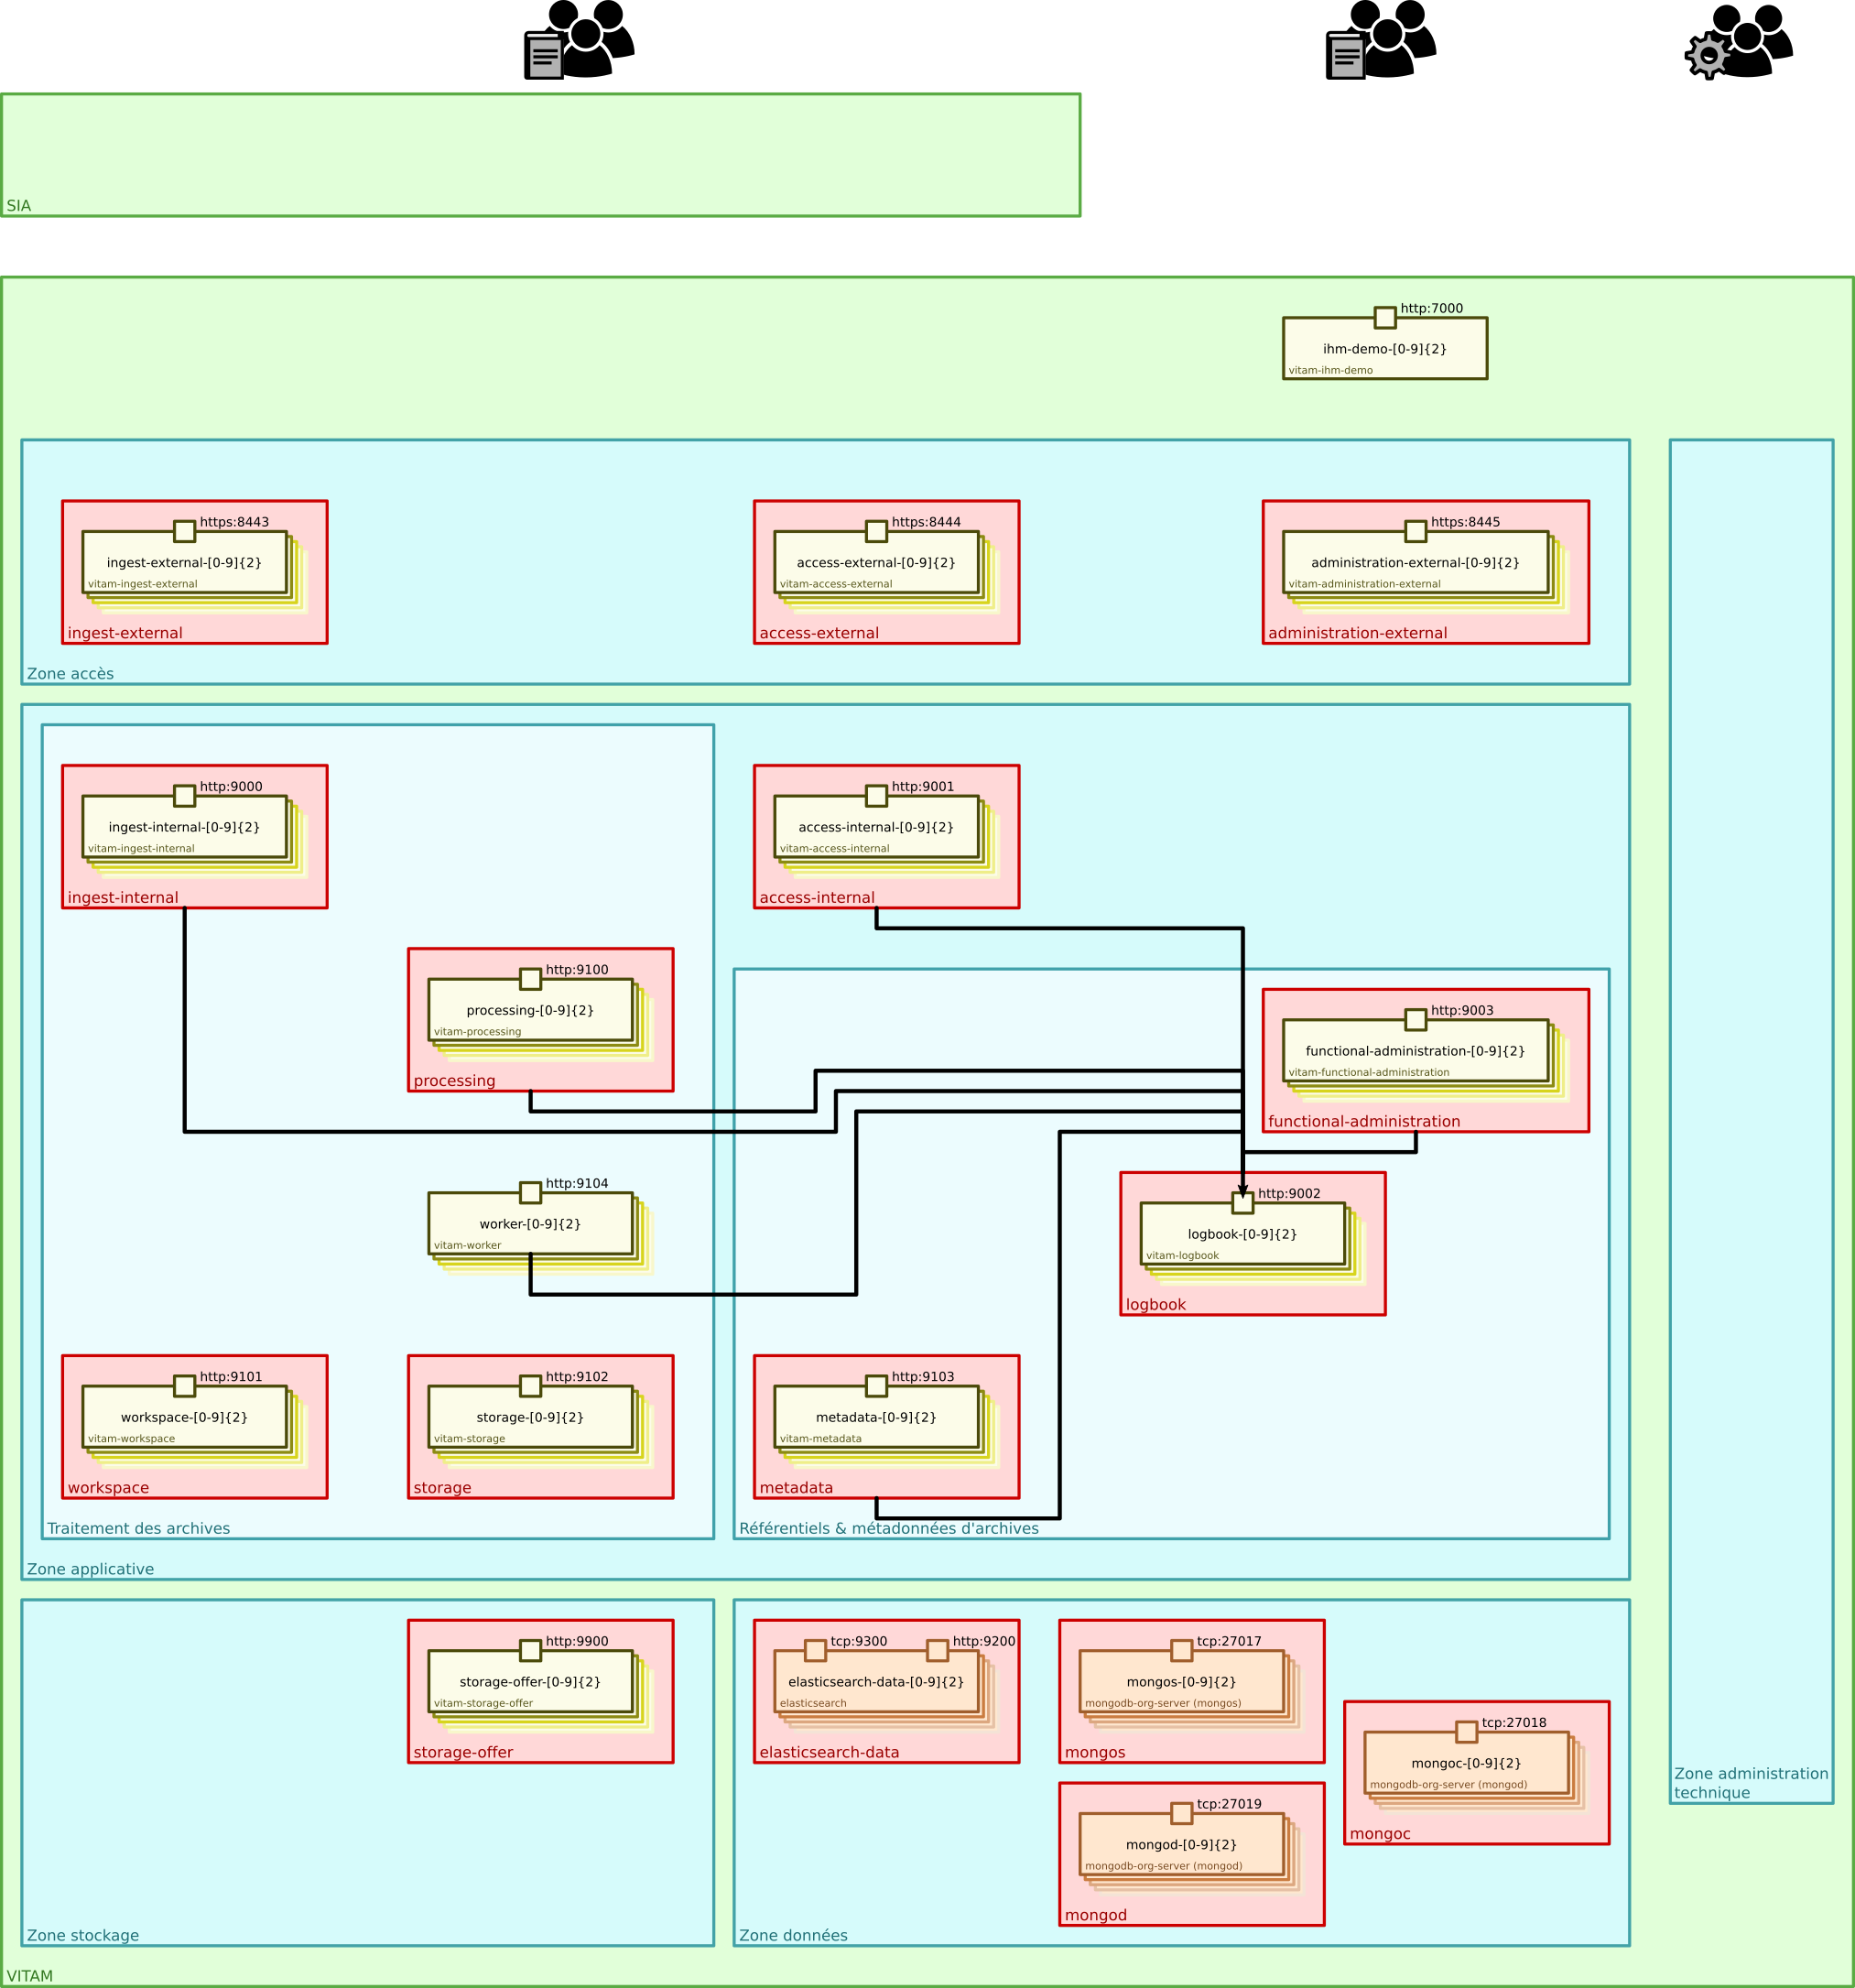 SIA
http:7000
ihm-demo-[0-9]{2}
vitam-ihm-demo
https:8443
ingest-external-[0-9]{2}
vitam-ingest-external
ingest-external
https:8444
access-external-[0-9]{2}
vitam-access-external
access-external
https:8445
administration-external-[0-9]{2}
vitam-administration-external
administration-external
Zone accès
http:9000
ingest-internal-[0-9]{2}
vitam-ingest-internal
ingest-internal
http:9001
access-internal-[0-9]{2}
vitam-access-internal
access-internal
http:9100
processing-[0-9]{2}
vitam-processing
processing
http:9003
functional-administration-[0-9]{2}
vitam-functional-administration
functional-administration
http:9104
worker-[0-9]{2}
vitam-worker
http:9002
logbook-[0-9]{2}
vitam-logbook
logbook
http:9101
workspace-[0-9]{2}
vitam-workspace
workspace
http:9102
storage-[0-9]{2}
vitam-storage
storage
http:9103
metadata-[0-9]{2}
vitam-metadata
metadata
Traitement des archives
Référentiels & métadonnées d'archives
Zone applicative
http:9900
storage-offer-[0-9]{2}
vitam-storage-offer
storage-offer
tcp:9300
http:9200
elasticsearch-data-[0-9]{2}
elasticsearch
elasticsearch-data
tcp:27017
mongos-[0-9]{2}
mongodb-org-server (mongos)
mongos
tcp:27018
mongoc-[0-9]{2}
mongodb-org-server (mongod)
mongoc
tcp:27019
mongod-[0-9]{2}
mongodb-org-server (mongod)
mongod
Zone administration
technique
Zone stockage
Zone données
VITAM